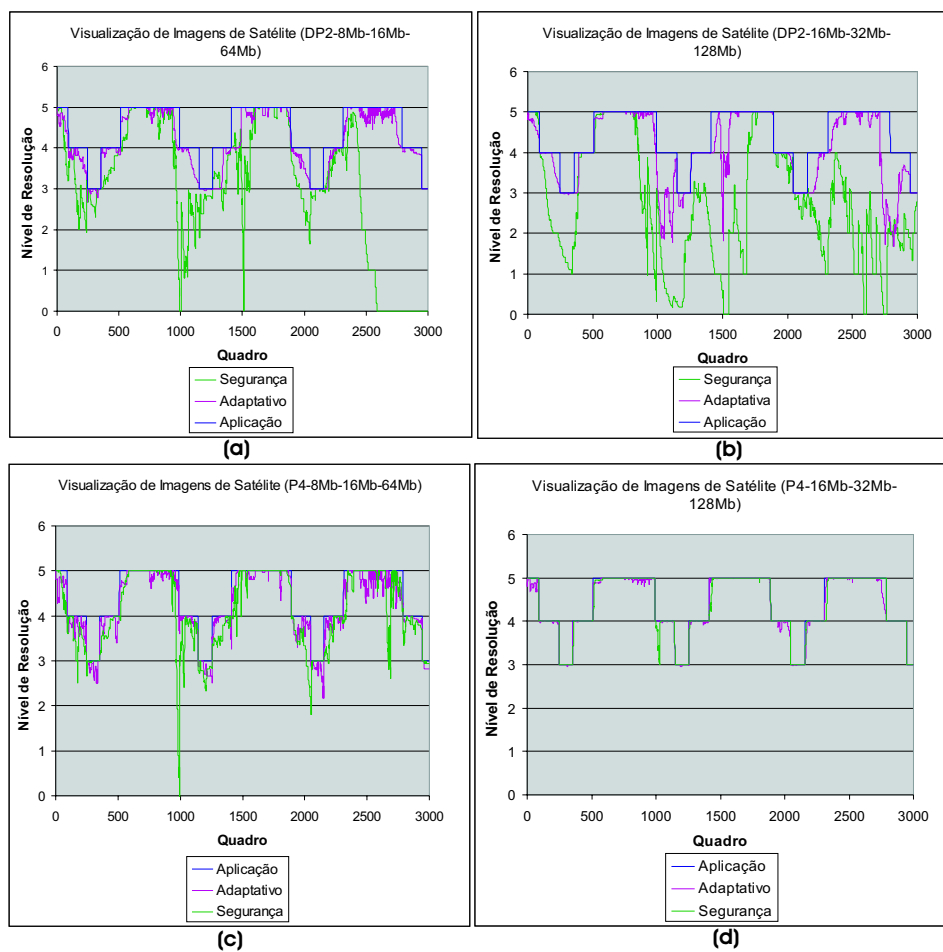 Visualização de Imagens de Satélite (DP2-8Mb-16Mb-
64Mb)
6
5
4
3
2
1
0
Nível de Resolução
0 500 1000 1500 2000 2500 3000
Quadro
Segurança
Adaptativo
Aplicação
(a)
Visualização de Imagens de Satélite (DP2-16Mb-32Mb-
128Mb)
6
5
4
3
2
1
0
Nível de Resolução
0 500 1000 1500 2000 2500 3000
Quadro
Segurança
Adaptativa
Aplicação
(b)
Visualização de Imagens de Satélite (P4-8Mb-16Mb-64Mb)
6
5
4
3
2
1
0
Nível de Resolução
0 500 1000 1500 2000 2500 3000
Quadro
Aplicação
Adaptativo
Segurança
(c)
Visualização de Imagens de Satélite (P4-16Mb-32Mb-
128Mb)
6
5
4
3
2
1
0
Nível de Resolução
0 500 1000 1500 2000 2500 3000
Quadro
Aplicação
Adaptativo
Segurança
(d)